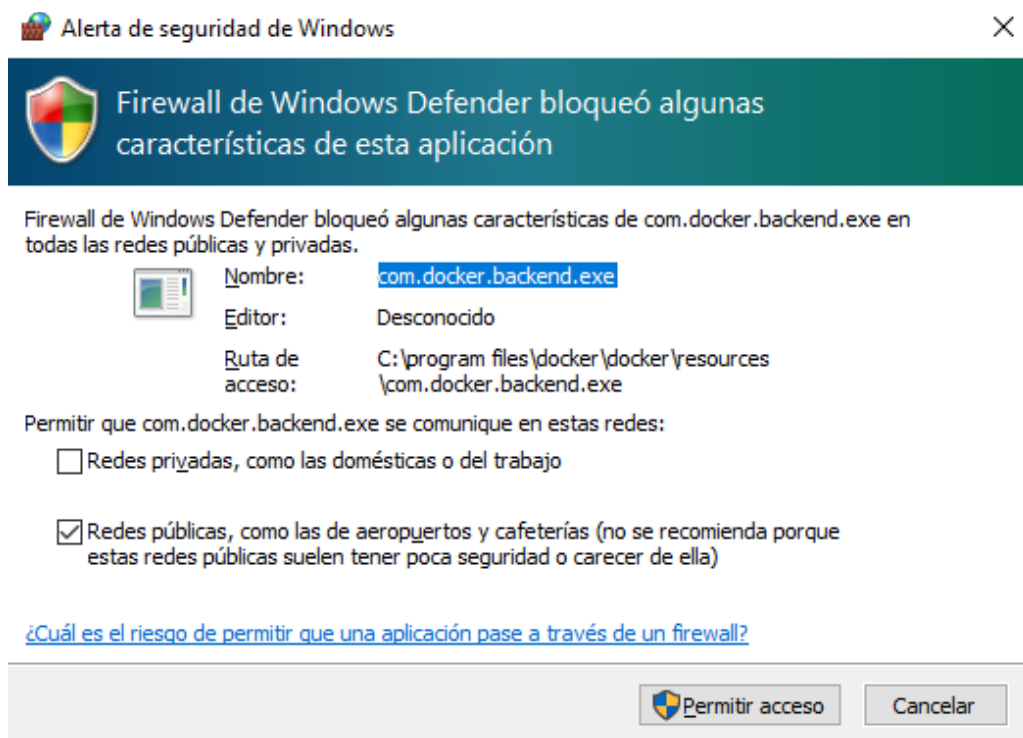 Alerta de seguridad de Windows
Firewall de Windows Defender bloqueó algunas
características de esta aplicación
Firewall de Windows Defender bloqueó algunas características de com.docker.backend.exe en
todas las redes públicas y privadas.
Nombre: com.docker.backend.exe
Editor: Desconocido
Ruta de C:\program files\docker\docker\resources
acceso: \com.docker.backend.exe
Permitir que com.docker.backend.exe se comunique en estas redes:
Redes privadas, como las domésticas o del trabajo
Redes públicas, como las de aeropuertos y cafeterías (no se recomienda porque
estas redes públicas suelen tener poca seguridad o carecer de ella)
¿Cuál es el riesgo de permitir que una aplicación pase a través de un firewall?
Permitir acceso Cancelar